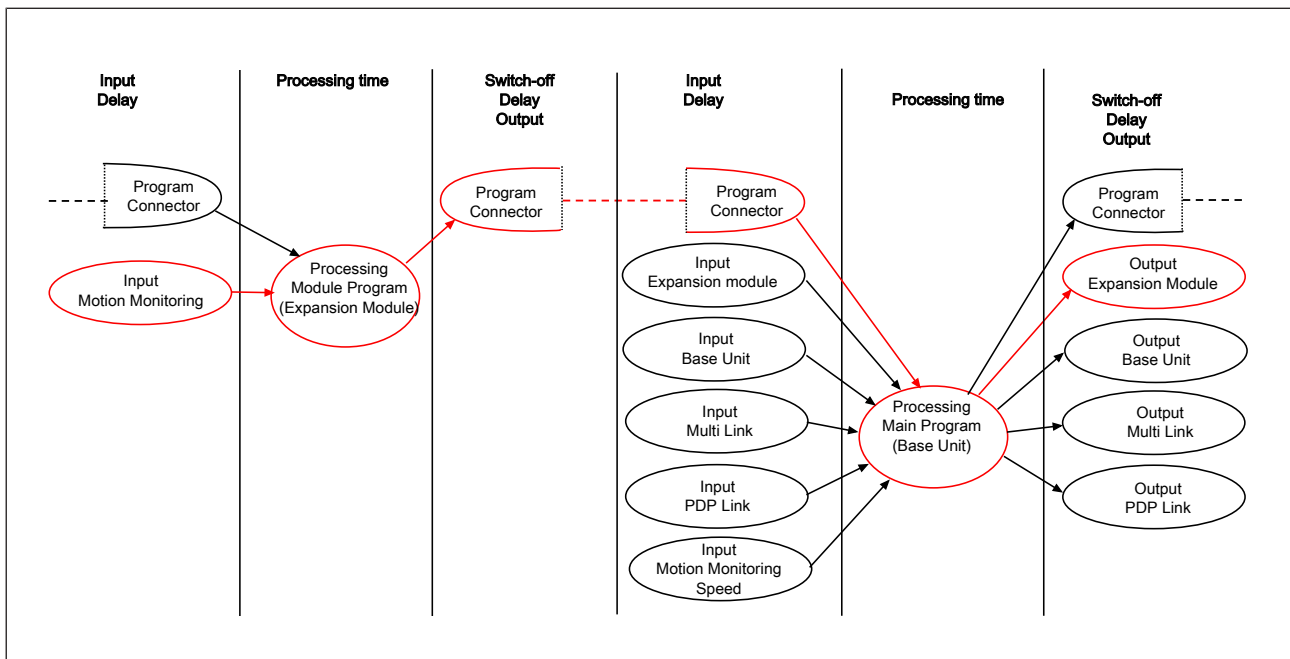 Input
Delay
Processing time
Switch-off
Delay
Output
Input
Delay
Processing time
Switch-off
Delay
Output
Program
Connector
Input
Motion Monitoring
Processing
Module Program
(Expansion Module)
Program
Connector
Program
Connector
Input
Expansion module
Input
Base Unit
Input
Multi Link
Input
PDP Link
Input
Motion Monitoring
Speed
Processing
Main Program
(Base Unit)
Program
Connector
Output
Expansion Module
Output
Base Unit
Output
Multi Link
Output
PDP Link